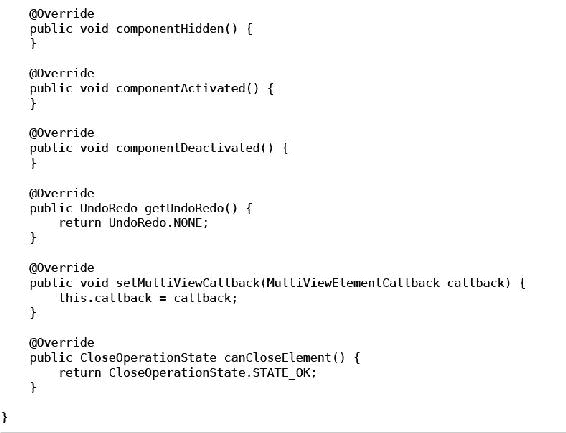 @Override
public void componentHidden() {
}
@Override
public void componentActivated() {
}
@Override
public void componentDeactivated() {
}
@Override
public UndoRedo getUndoRedo() {
return UndoRedo.NONE;
}
@Override
public void setMultiViewCallback(MultiViewElementCallback callback) {
this.callback = callback;
}
@Override
public CloseOperationState canCloseElement() {
return CloseOperationState.STATE_OK;
}
}